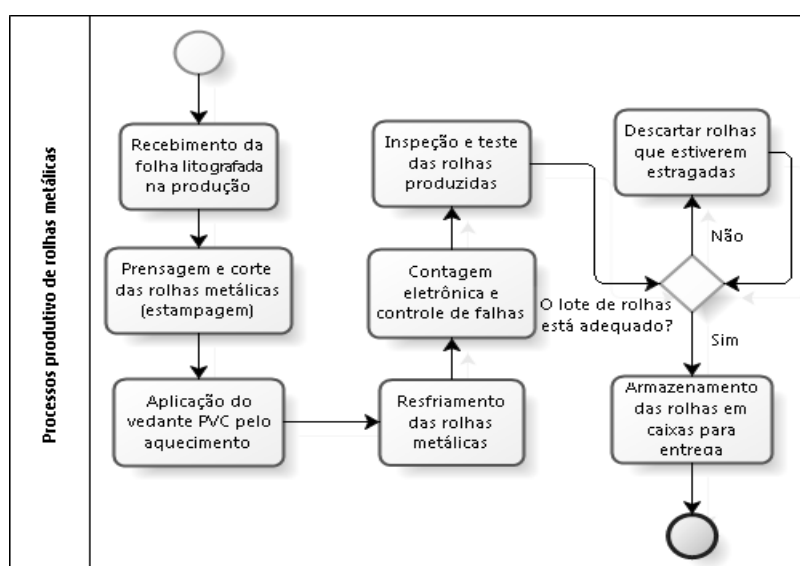 Processos produtivo de rolhas metálicas
Recebimento da
folha litografada
na produção
Prensagem e corte
das rolhas metálicas
(estampagem)
Aplicação do
vedante PVC pelo
aquecimento
Resfriamento
das rolhas
metálicas
Contagem
eletrônica e
controle de falhas
Inspeção e teste
das rolhas
produzidas
O lote de rolhas
está adequado?
Não
Descartar rolhas
que estiverem
estragadas
Sim
Armazenamento
das rolhas em
caixas para
entrega